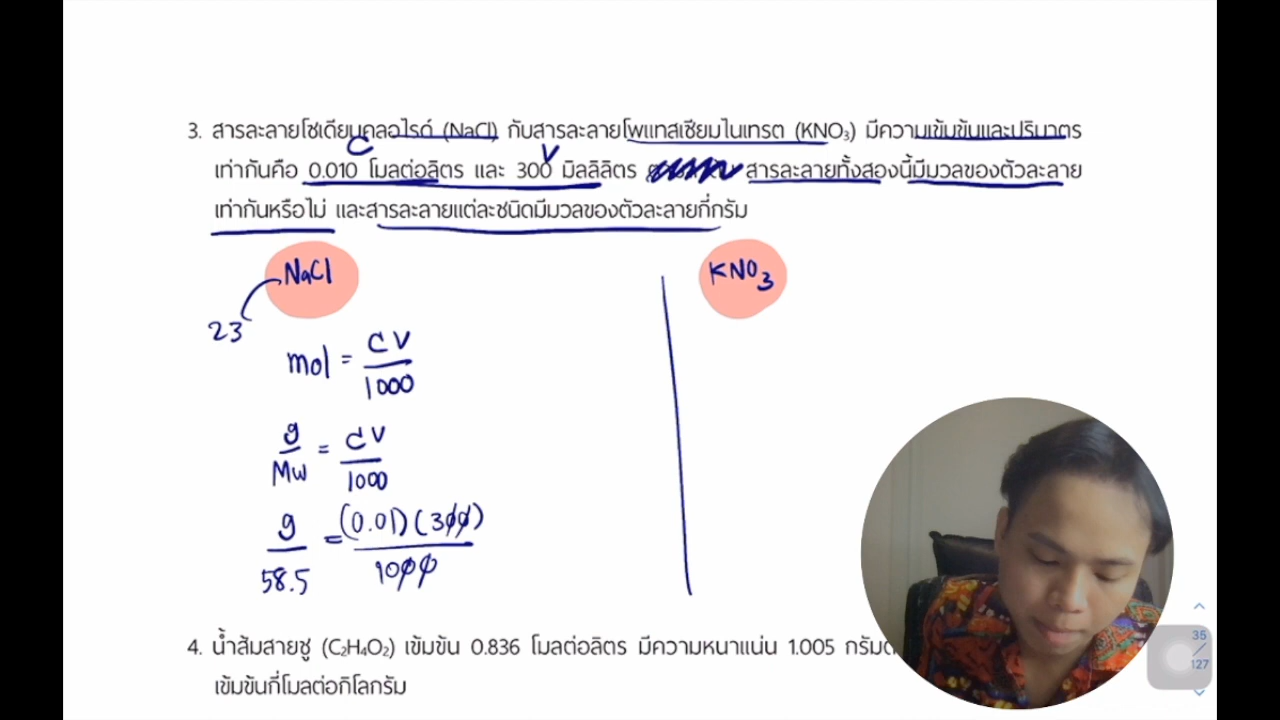 3. สารละลายโซเดียมคลอไรด์ (NaCl) กับสารละลายโพแทสเซียมไนเทรต (KNO₃) มีความเข้มข้นและปริมาตร
C V
เท่ากันคือ 0.010 โมลต่อลิตร และ 300 มิลลิลิตร สารละลายทั้งสองนี้มีมวลของตัวละลาย
เท่ากันหรือไม่ และสารละลายแต่ละชนิดมีมวลของตัวละลายกี่กรัม
NaCl
23
mol = CV
1000
g = CV
Mw 1000
g = (0.01)(300)
58.5 1000
KNO₃
4. น้ำส้มสายชู (C₂H₄O₂) เข้มข้น 0.836 โมลต่อลิตร มีความหนาแน่น 1.005
เข้มข้นกี่โมลต่อกิโลกรัม
35
/
127